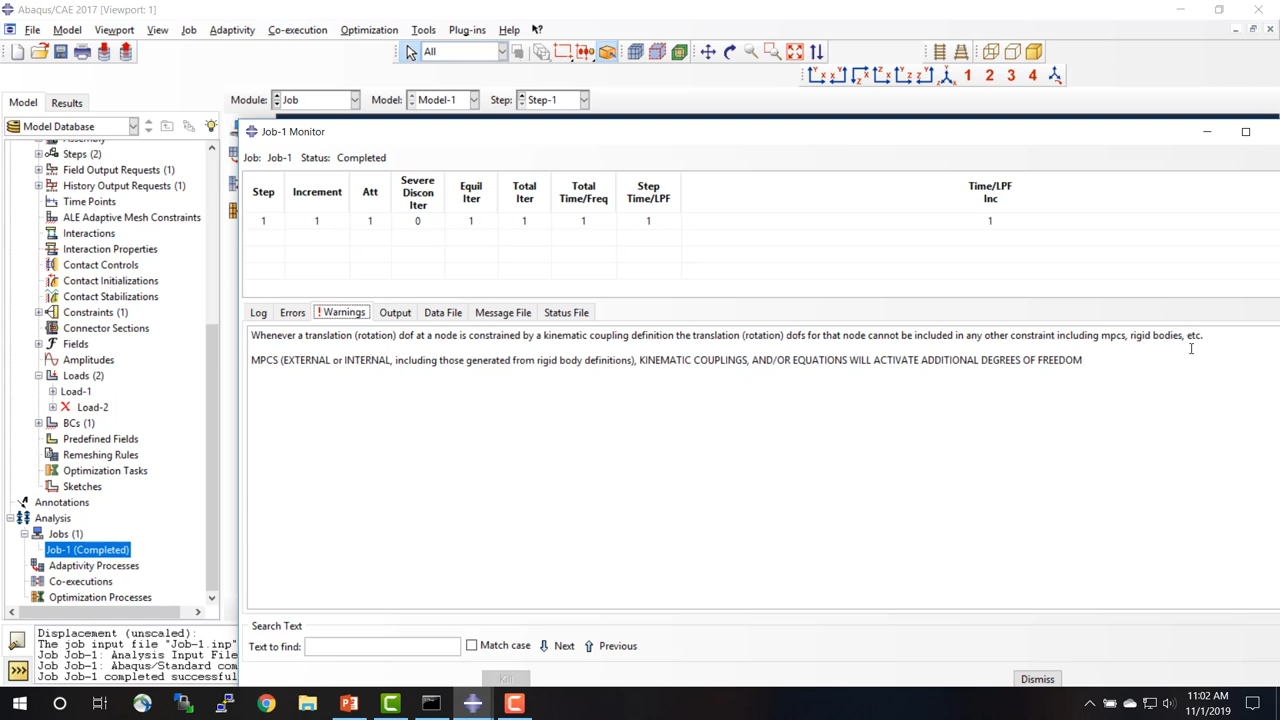 Abaqus/CAE 2017 [Viewport: 1]
File Model Viewport View Job Adaptivity Co-execution Optimization Tools Plug-ins Help
All
1 2 3 4
Model Results
Module: Job Model: Model-1 Step: Step-1
Model Database
Steps (2)
Field Output Requests (1)
History Output Requests (1)
Time Points
ALE Adaptive Mesh Constraints
Interactions
Interaction Properties
Contact Controls
Contact Initializations
Contact Stabilizations
Constraints (1)
Connector Sections
Fields
Amplitudes
Loads (2)
Load-1
Load-2
BCs (1)
Predefined Fields
Remeshing Rules
Optimization Tasks
Sketches
Annotations
Analysis
Jobs (1)
Job-1 (Completed)
Adaptivity Processes
Co-executions
Optimization Processes
Job-1 Monitor
Job: Job-1 Status: Completed
Step Increment Att Severe Discon Iter Equil Iter Total Iter Total Time/Freq Step Time/LPF Time/LPF Inc
1 1 1 0 1 1 1 1 1
Log Errors ! Warnings Output Data File Message File Status File
Whenever a translation (rotation) dof at a node is constrained by a kinematic coupling definition the translation (rotation) dofs for that node cannot be included in any other constraint including mpcs, rigid bodies, etc.
MPCS (EXTERNAL or INTERNAL, including those generated from rigid body definitions), KINEMATIC COUPLINGS, AND/OR EQUATIONS WILL ACTIVATE ADDITIONAL DEGREES OF FREEDOM
Search Text
Text to find: Match case Next Previous
Kill Dismiss
Displacement (unscaled):
The job input file "Job-1.inp"
Job Job-1: Analysis Input File
Job Job-1: Abaqus/Standard com
Job Job-1 completed successful
11:02 AM
11/1/2019